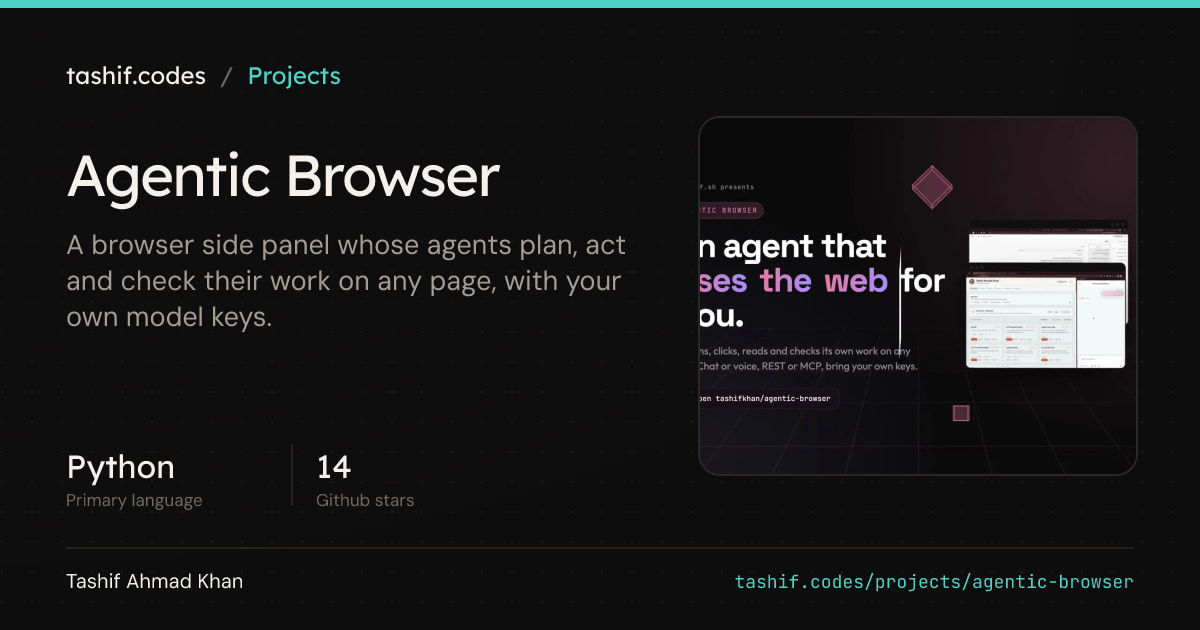 tashif.codes / Projects
Agentic Browser
A browser side panel whose agents plan, act
and check their work on any page, with your
own model keys.
Python
Primary language
14
Github stars
f.sh presents
TIC BROWSER
n agent that
ses the web for
ou.
ns, clicks, reads and checks its own work on any
Chat or voice, REST or MCP, bring your own keys.
pen tashifkhan/agentic-browser
Tashif Ahmad Khan
tashif.codes/projects/agentic-browser